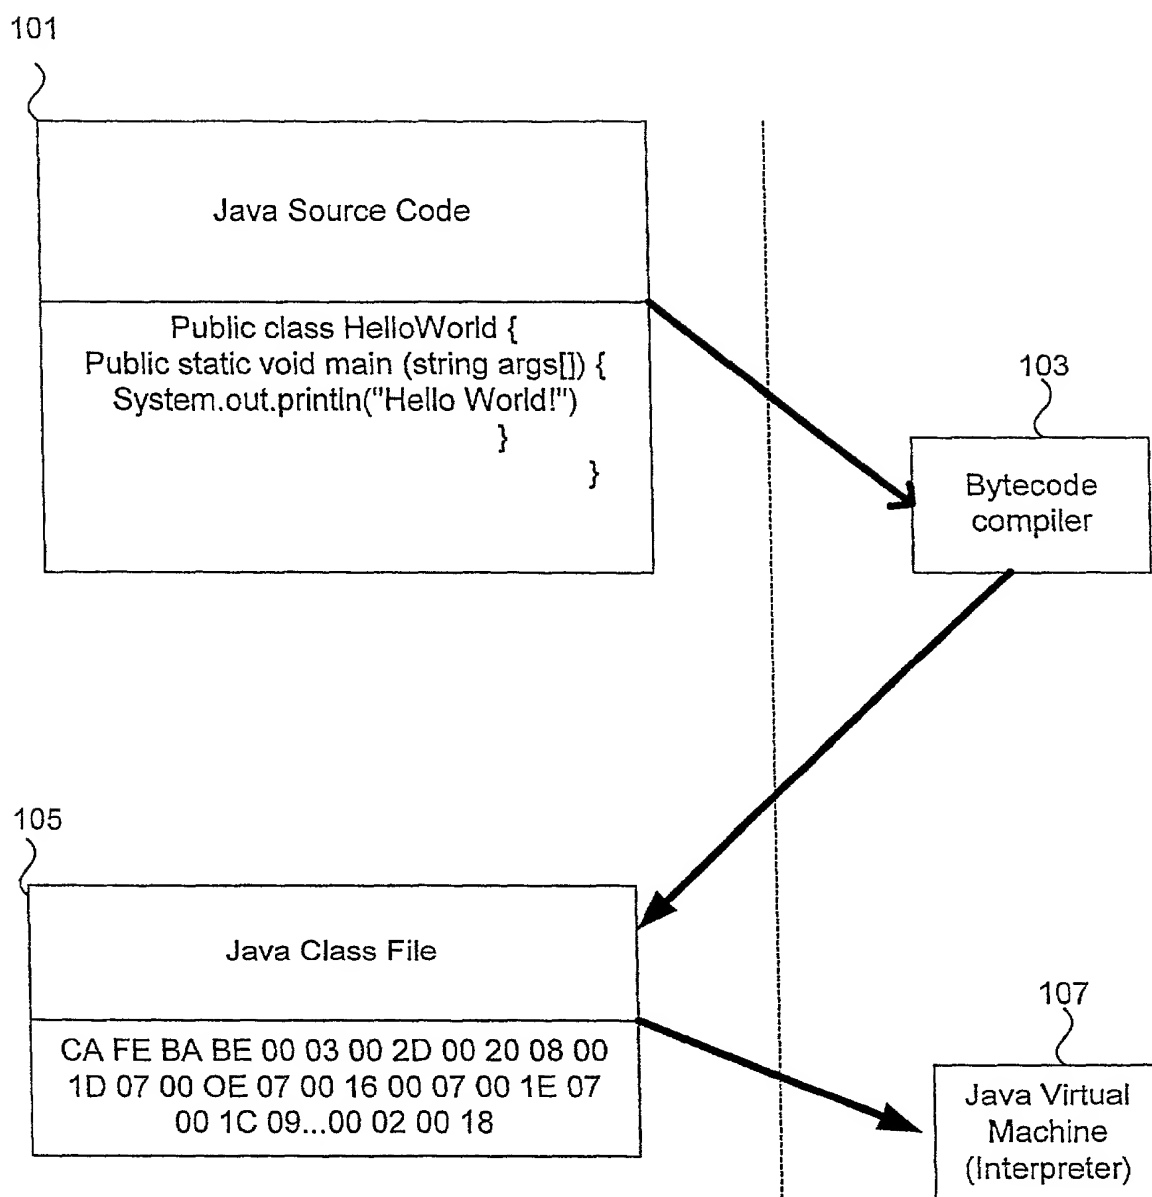 101
Java Source Code
Public class HelloWorld {
Public static void main (string args[]) {
System.out.println("Hello World!")
}
}
103
Bytecode
compiler
105
Java Class File
CA FE BA BE 00 03 00 2D 00 20 08 00
1D 07 00 OE 07 00 16 00 07 00 1E 07
00 1C 09...00 02 00 18
107
Java Virtual
Machine
(Interpreter)